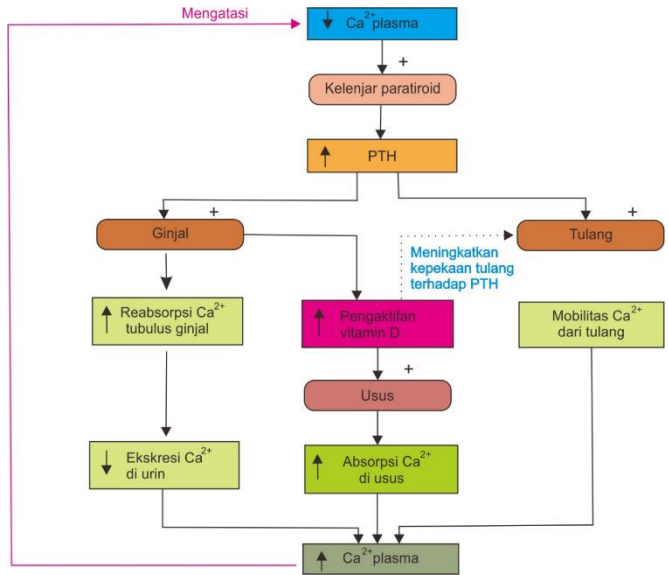 Mengatasi
↓ Ca²⁺plasma
+
Kelenjar paratiroid
↑ PTH
+
+
Ginjal
Tulang
Meningkatkan
kepekaan tulang
terhadap PTH
↑ Reabsorpsi Ca²⁺
tubulus ginjal
↑ Pengaktifan
vitamin D
Mobilitas Ca²⁺
dari tulang
+
Usus
↓ Ekskresi Ca²⁺
di urin
↑ Absorpsi Ca²⁺
di usus
↑ Ca²⁺plasma